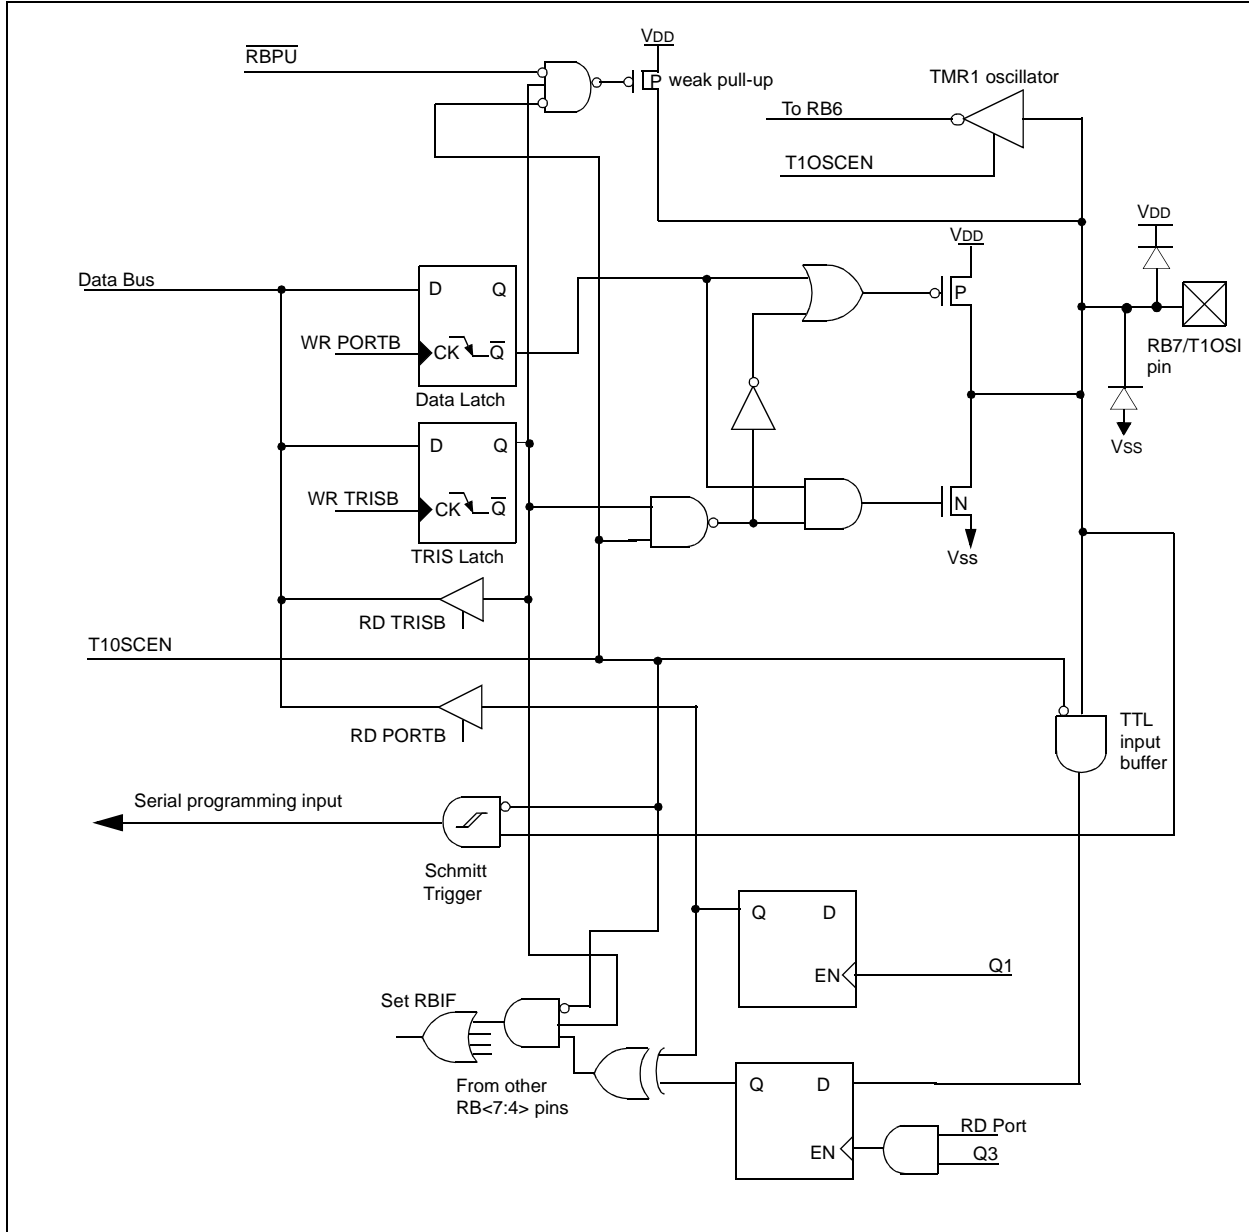 VDD
RBPU
P weak pull-up
TMR1 oscillator
To RB6
T1OSCEN
VDD
VDD
Data Bus
D Q
P
WR PORTB
CK Q
RB7/T1OSI
pin
Data Latch
D Q
VSS
WR TRISB
CK Q
N
TRIS Latch
Vss
RD TRISB
T10SCEN
RD PORTB
TTL
input
buffer
Serial programming input
Schmitt
Trigger
Q D
EN
Q1
Set RBIF
From other
RB<7:4> pins
Q D
RD Port
EN
Q3